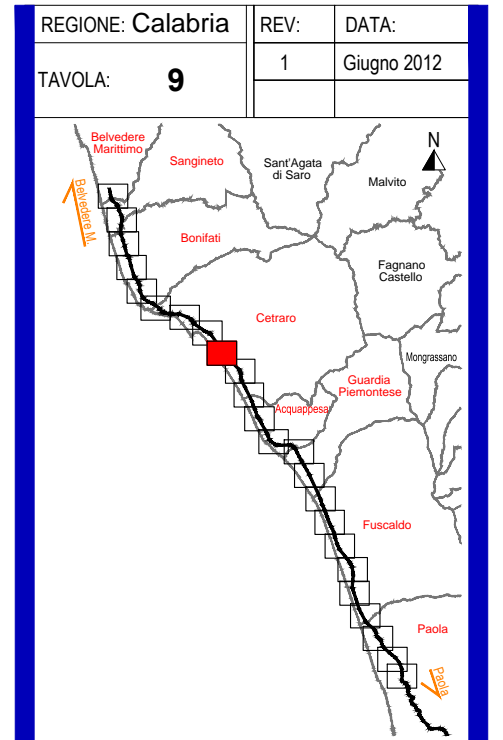 REGIONE: Calabria
REV:
DATA:
TAVOLA: 9
1
Giugno 2012
Belvedere
Marittimo
Sangineto
Sant'Agata
di Saro
Malvito
N
Belvedere M.
Bonifati
Fagnano
Castello
Cetraro
Mongrassano
Guardia
Piemontese
Acquappesa
Fuscaldo
Paola
Paola